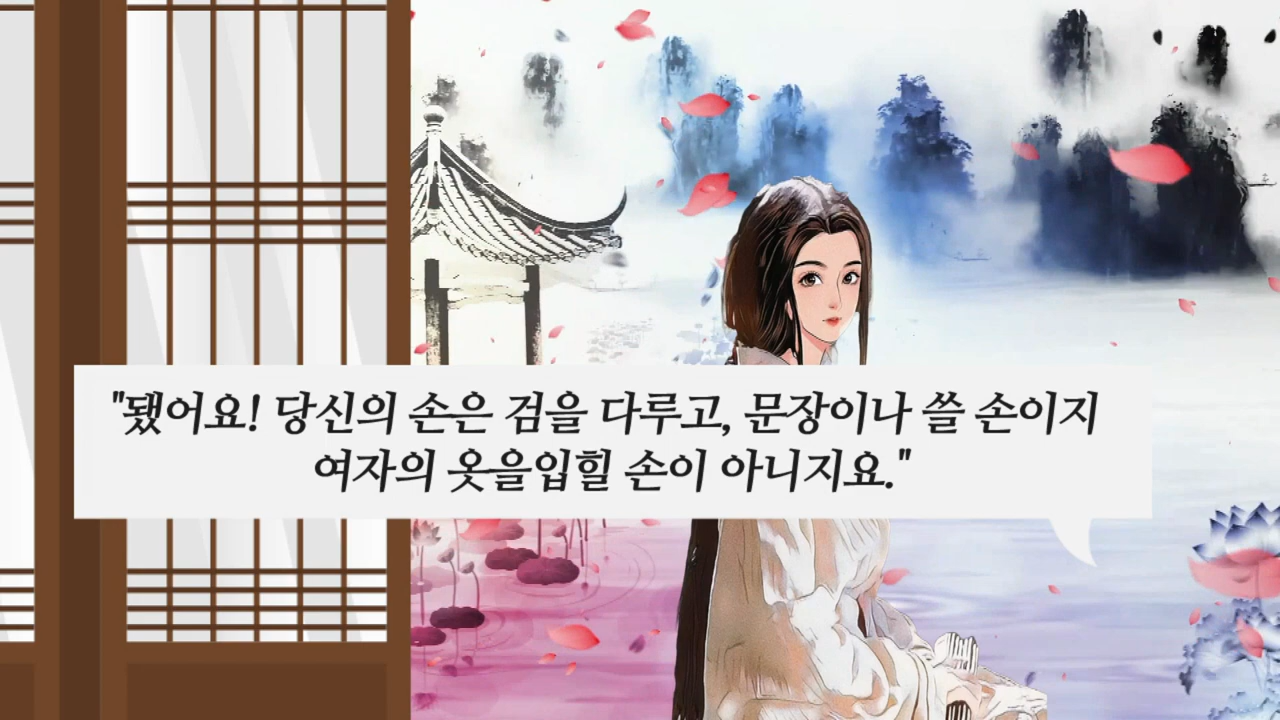 "됐어요! 당신의 손은 검을 다루고, 문장이나 쓸 손이지
여자의 옷을입힐 손이 아니지요."